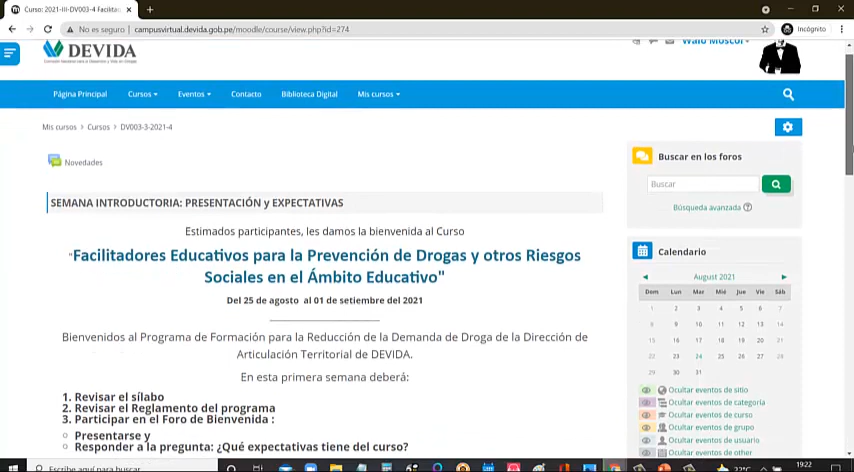 Curso: 2021-III-DV003-4 Facilita
No es seguro | campusvirtual.devida.gob.pe/moodle/course/view.php?id=274
Incógnito
DEVIDA
Página Principal Cursos Eventos Contacto Biblioteca Digital Mis cursos
Mis cursos > Cursos > DV003-3-2021-4
Novedades
SEMANA INTRODUCTORIA: PRESENTACIÓN y EXPECTATIVAS
Estimados participantes, les damos la bienvenida al Curso
"Facilitadores Educativos para la Prevención de Drogas y otros Riesgos
Sociales en el Ámbito Educativo"
Del 25 de agosto al 01 de setiembre del 2021
Bienvenidos al Programa de Formación para la Reducción de la Demanda de Droga de la Dirección de
Articulación Territorial de DEVIDA.
En esta primera semana deberá:
1. Revisar el sílabo
2. Revisar el Reglamento del programa
3. Participar en el Foro de Bienvenida :
Presentarse y
Responder a la pregunta: ¿Qué expectativas tiene del curso?
Buscar en los foros
Buscar
Búsqueda avanzada
Calendario
August 2021
Dom Lun Mar Mié Jue Vie Sáb
1 2 3 4 5 6 7
8 9 10 11 12 13 14
15 16 17 18 19 20 21
22 23 24 25 26 27 28
29 30 31
Ocultar eventos de sitio
Ocultar eventos de categoría
Ocultar eventos de curso
Ocultar eventos de grupo
Ocultar eventos de usuario
Ocultar eventos de other
Escribe aquí para buscar
22°C
19:22